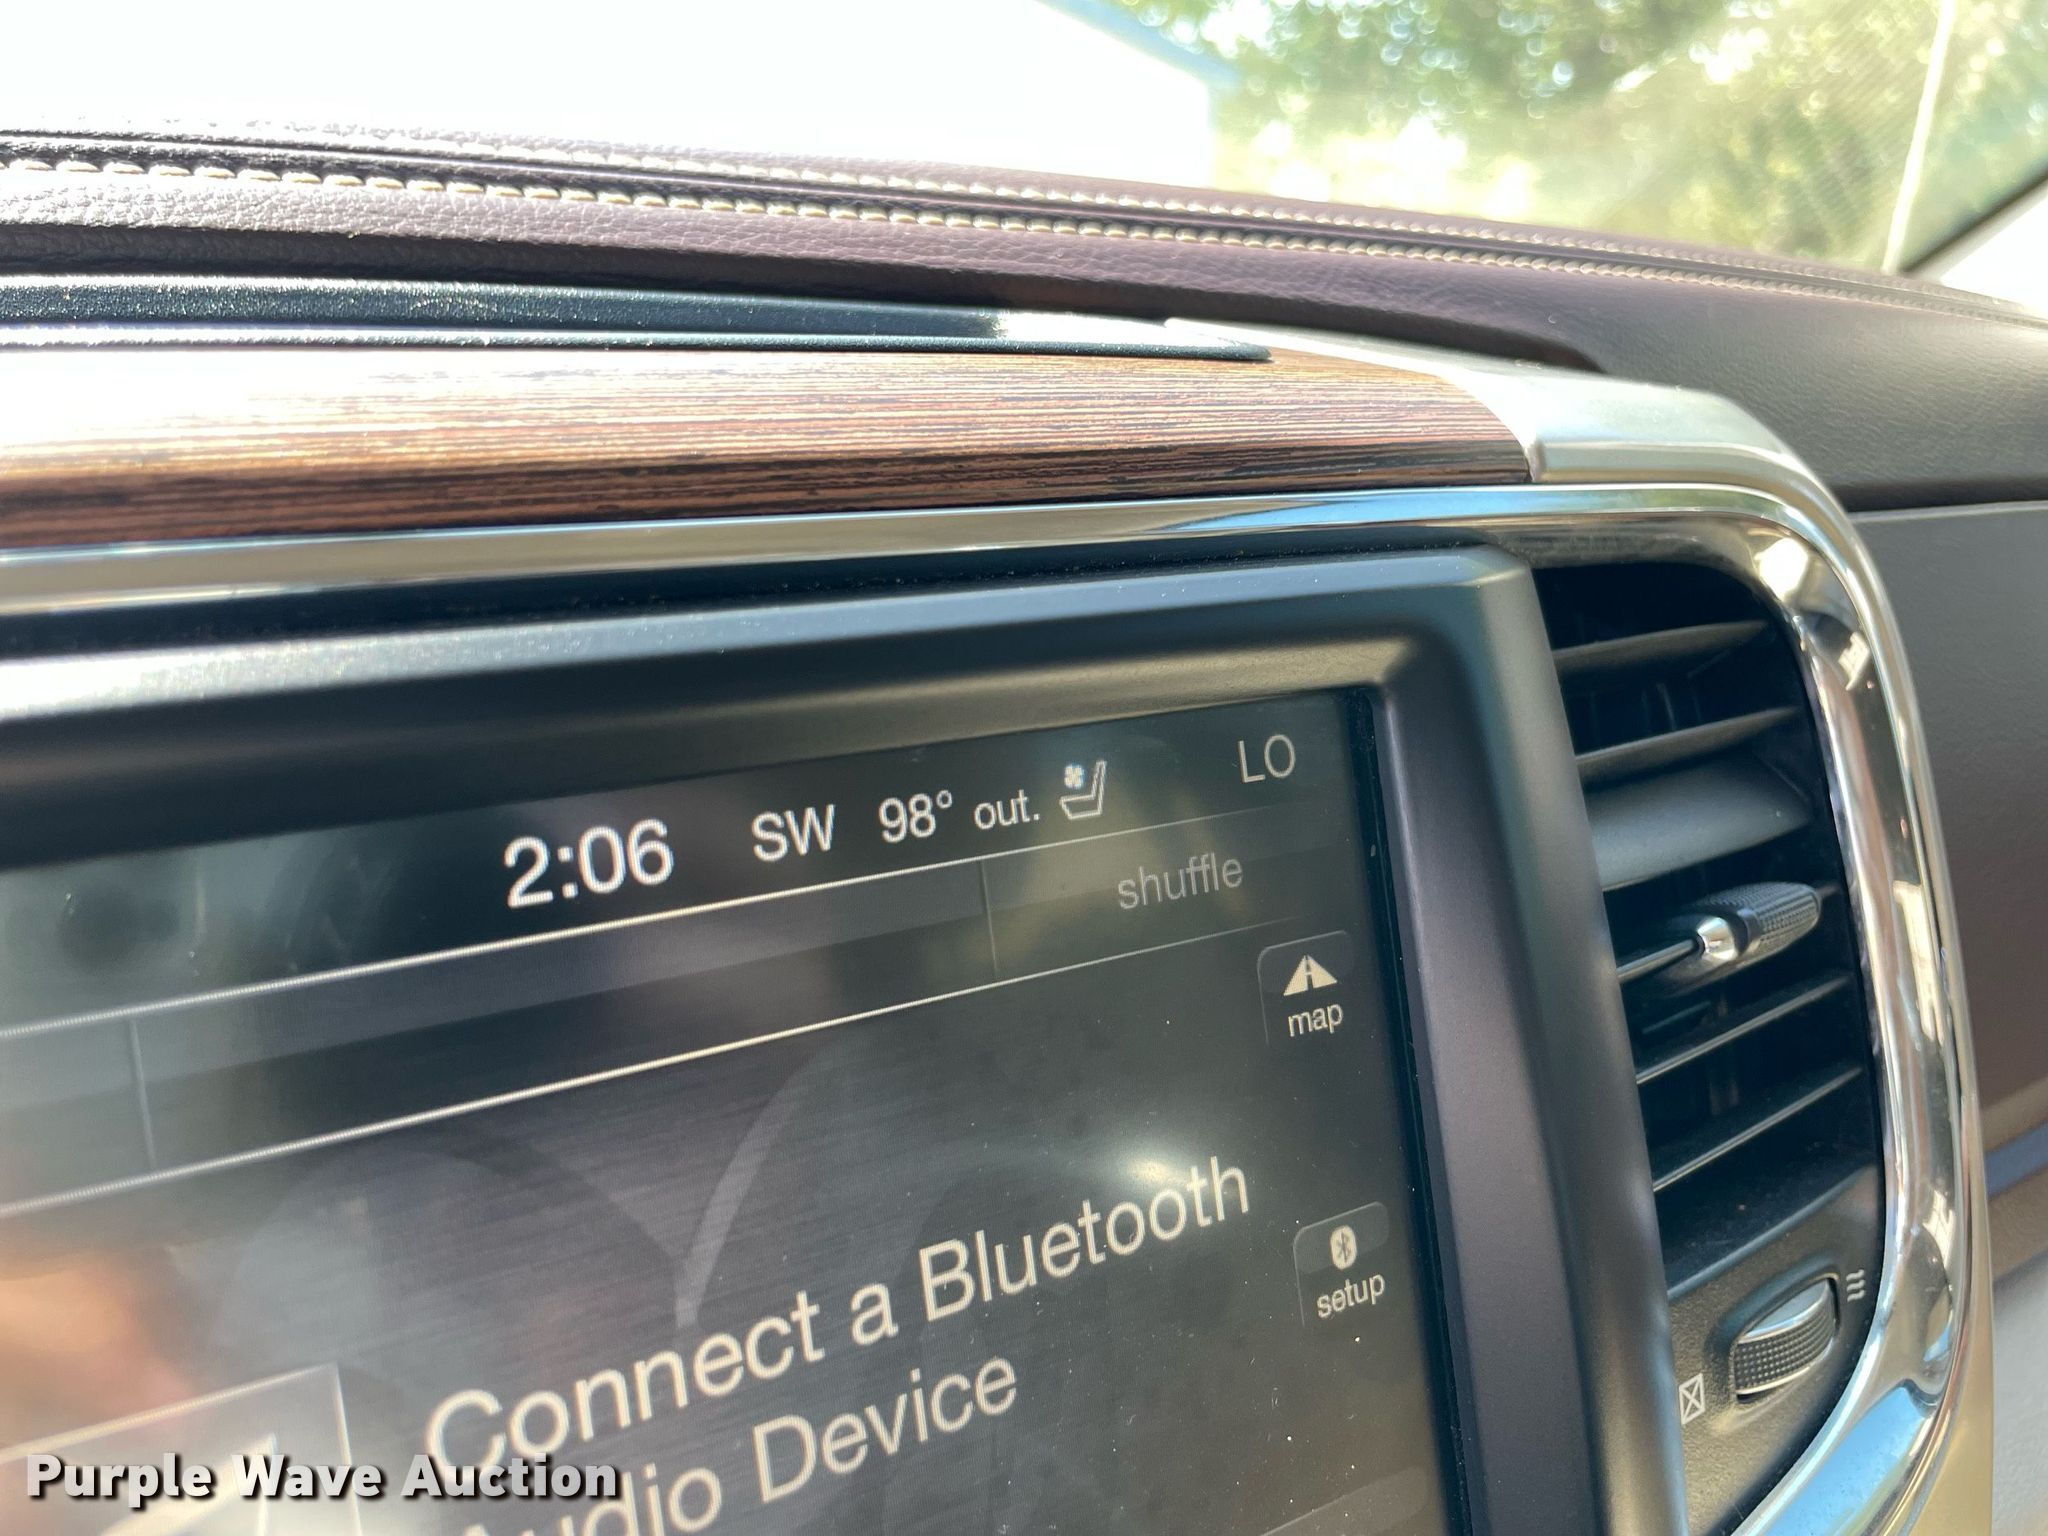 2:06 SW 98° out. LO
shuffle
map
Connect a Bluetooth
setup
Audio Device
Purple Wave Auction